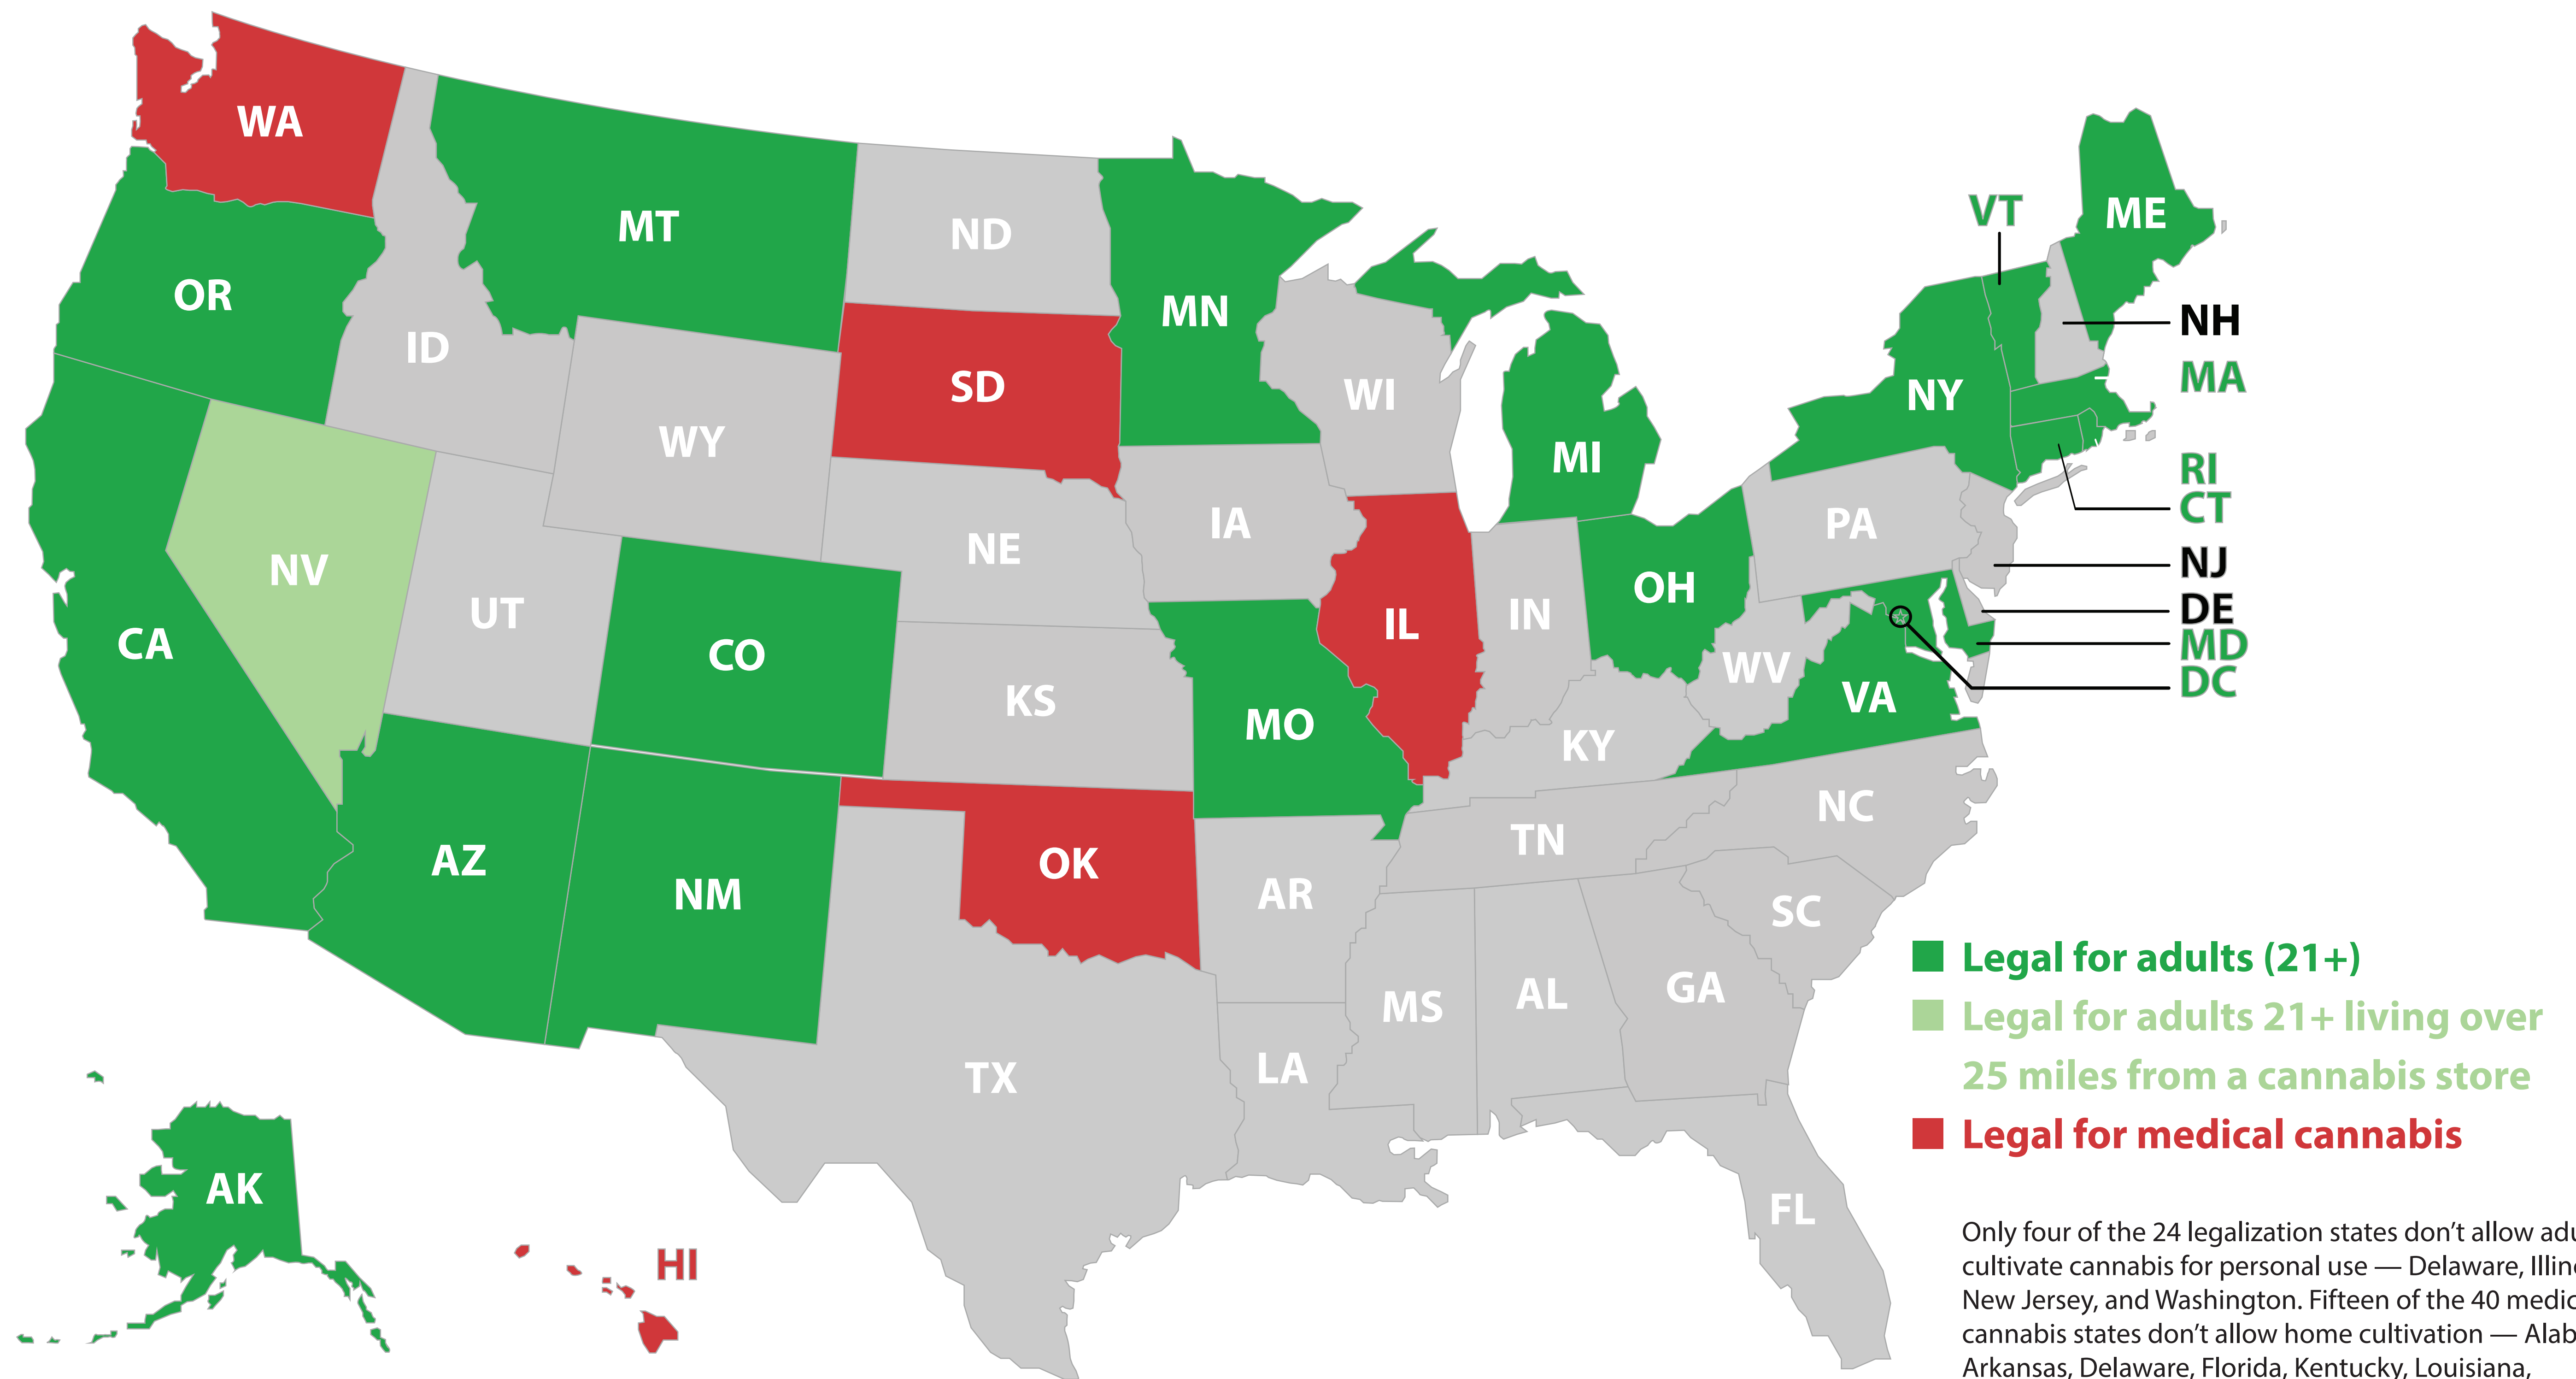 WA
MT
ND
MN
VT
ME
OR
ID
SD
WI
NH
MA
NY
WY
MI
RI
CT
IA
PA
NE
NV
NJ
OH
DE
UT
IL
IN
MD
CA
CO
WV
DC
VA
KS
MO
KY
NC
TN
AZ
OK
NM
AR
SC
MS
AL
GA
TX
LA
AK
HI
FL
Legal for adults (21+)
Legal for adults 21+ living over
25 miles from a cannabis store
Legal for medical cannabis
Only four of the 24 legalization states don’t allow
cultivate cannabis for personal use — Delaware,
New Jersey, and Washington. Fifteen of the 40
cannabis states don’t allow home cultivation —
Arkansas, Delaware, Florida, Kentucky, Louisiana,